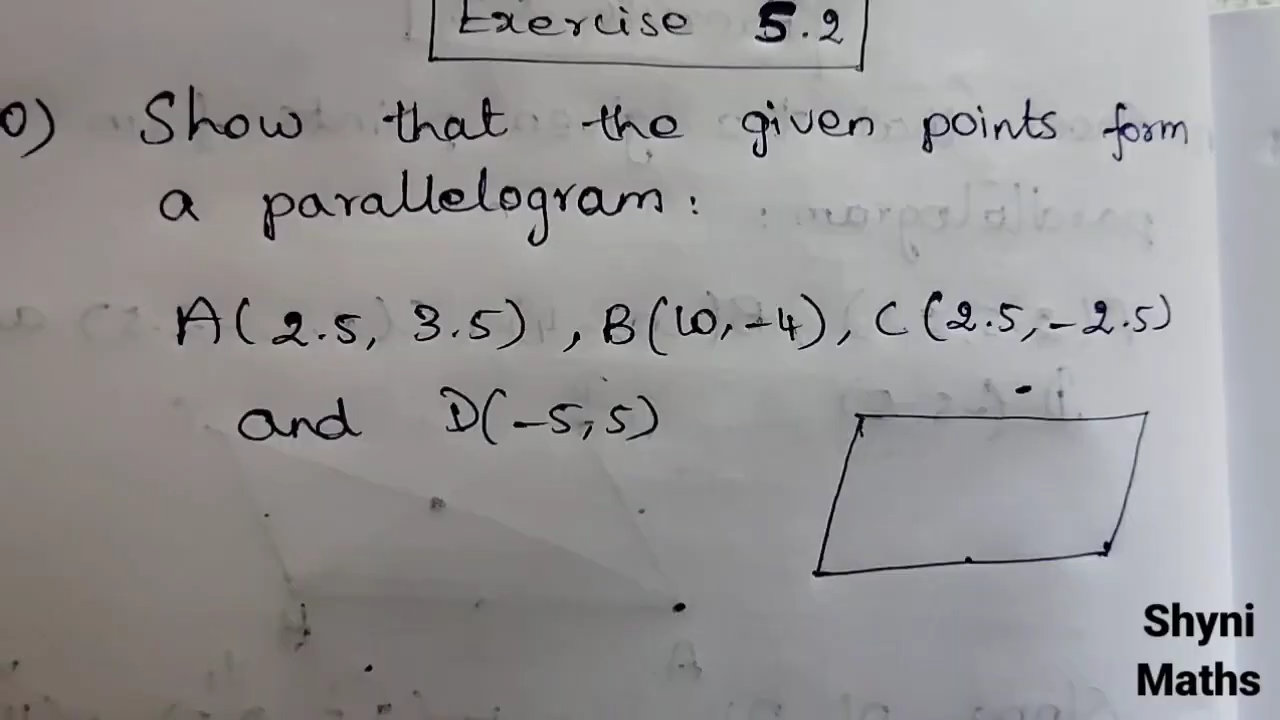 Exercise 5.2
0) Show that the given points form
a parallelogram:
A(2.5, 3.5), B(10, -4), C(2.5, -2.5)
and D(-5, 5)
Shyni
Maths